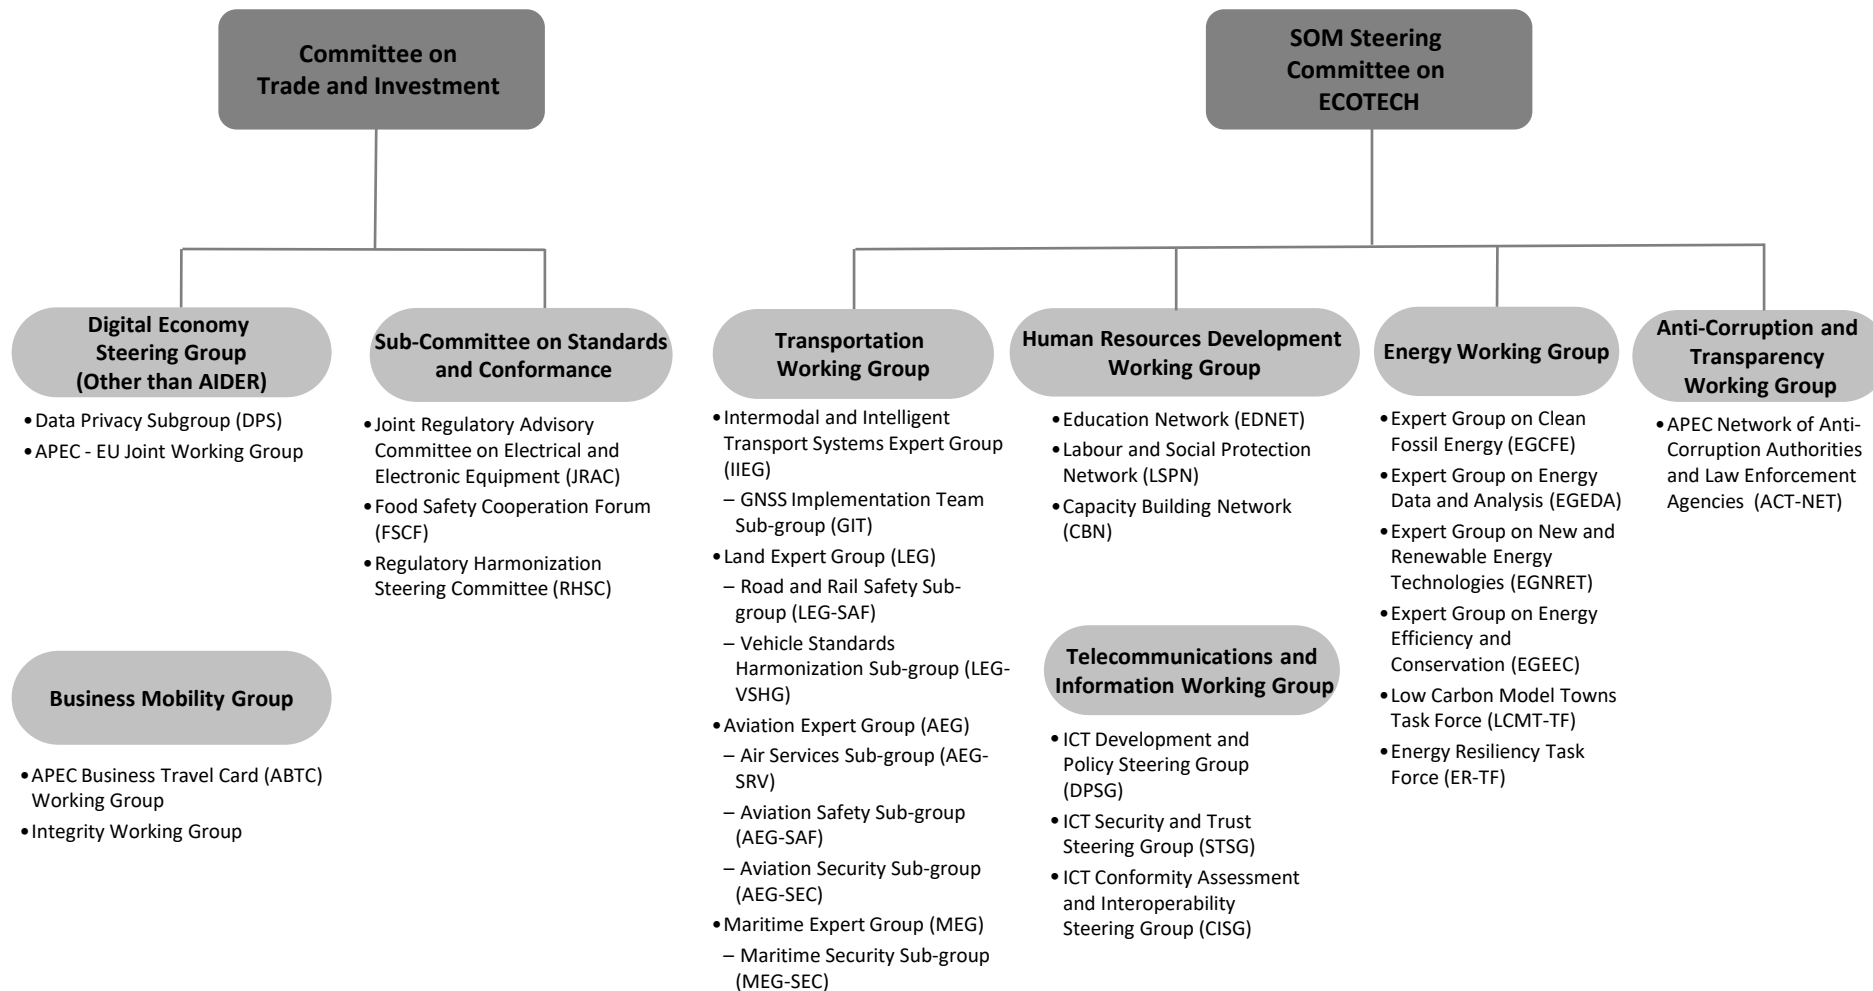 Committee on
Trade and Investment
SOM Steering
Committee on
ECOTECH
Digital Economy
Steering Group
(Other than AIDER)
• Data Privacy Subgroup (DPS)
• APEC - EU Joint Working Group
Sub-Committee on Standards
and Conformance
• Joint Regulatory Advisory
Committee on Electrical and
Electronic Equipment (JRAC)
• Food Safety Cooperation Forum
(FSCF)
• Regulatory Harmonization
Steering Committee (RHSC)
Business Mobility Group
• APEC Business Travel Card (ABTC)
Working Group
• Integrity Working Group
Transportation
Working Group
• Intermodal and Intelligent
Transport Systems Expert Group
(IIEG)
– GNSS Implementation Team
Sub-group (GIT)
• Land Expert Group (LEG)
– Road and Rail Safety Sub-
group (LEG-SAF)
– Vehicle Standards
Harmonization Sub-group (LEG-
VSHG)
• Aviation Expert Group (AEG)
– Air Services Sub-group (AEG-
SRV)
– Aviation Safety Sub-group
(AEG-SAF)
– Aviation Security Sub-group
(AEG-SEC)
• Maritime Expert Group (MEG)
– Maritime Security Sub-group
(MEG-SEC)
Human Resources Development
Working Group
• Education Network (EDNET)
• Labour and Social Protection
Network (LSPN)
• Capacity Building Network
(CBN)
Telecommunications and
Information Working Group
• ICT Development and
Policy Steering Group
(DPSG)
• ICT Security and Trust
Steering Group (STSG)
• ICT Conformity Assessment
and Interoperability
Steering Group (CISG)
Energy Working Group
• Expert Group on Clean
Fossil Energy (EGCFE)
• Expert Group on Energy
Data and Analysis (EGEDA)
• Expert Group on New and
Renewable Energy
Technologies (EGNRET)
• Expert Group on Energy
Efficiency and
Conservation (EGEEC)
• Low Carbon Model Towns
Task Force (LCMT-TF)
• Energy Resiliency Task
Force (ER-TF)
Anti-Corruption and
Transparency
Working Group
• APEC Network of Anti-
Corruption Authorities
and Law Enforcement
Agencies (ACT-NET)